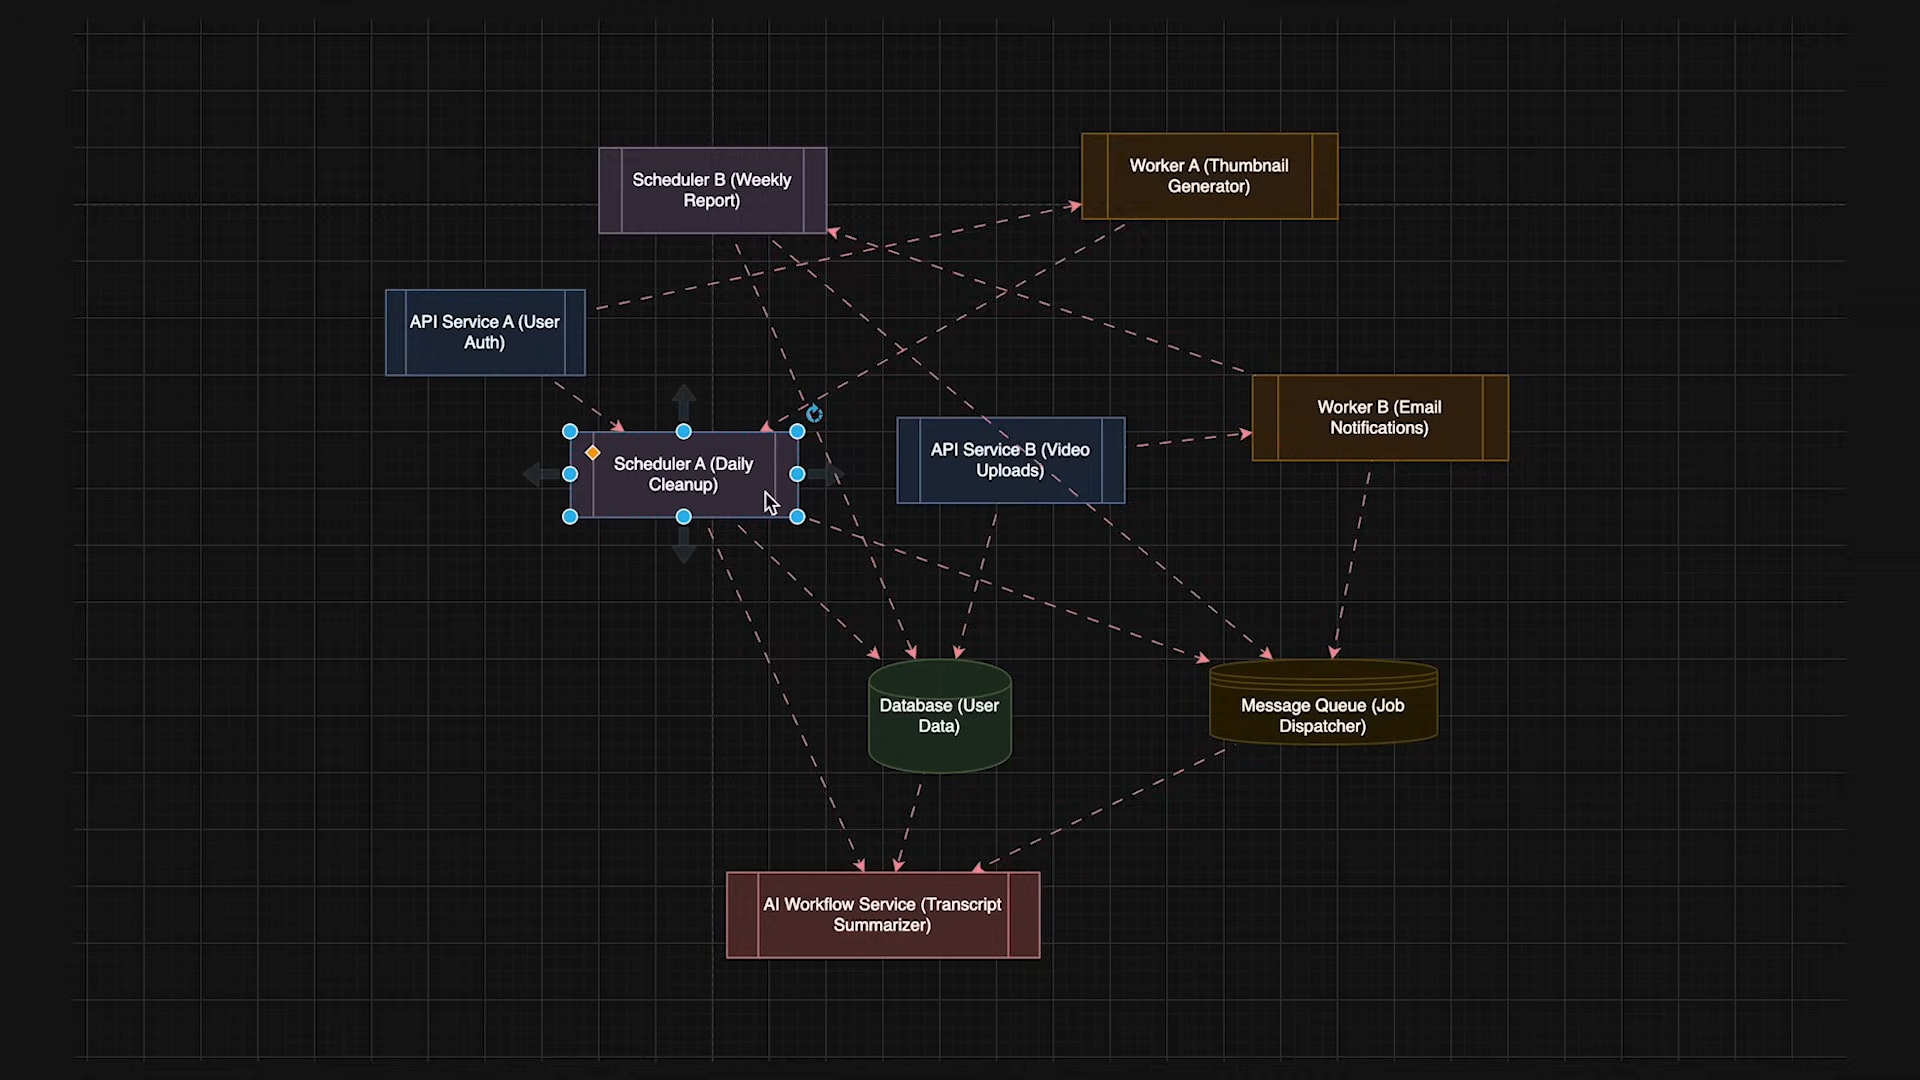 Scheduler B (Weekly
Report)
Worker A (Thumbnail
Generator)
API Service A (User
Auth)
Worker B (Email
Notifications)
Scheduler A (Daily
Cleanup)
API Service B (Video
Uploads)
Database (User
Data)
Message Queue (Job
Dispatcher)
AI Workflow Service (Transcript
Summarizer)